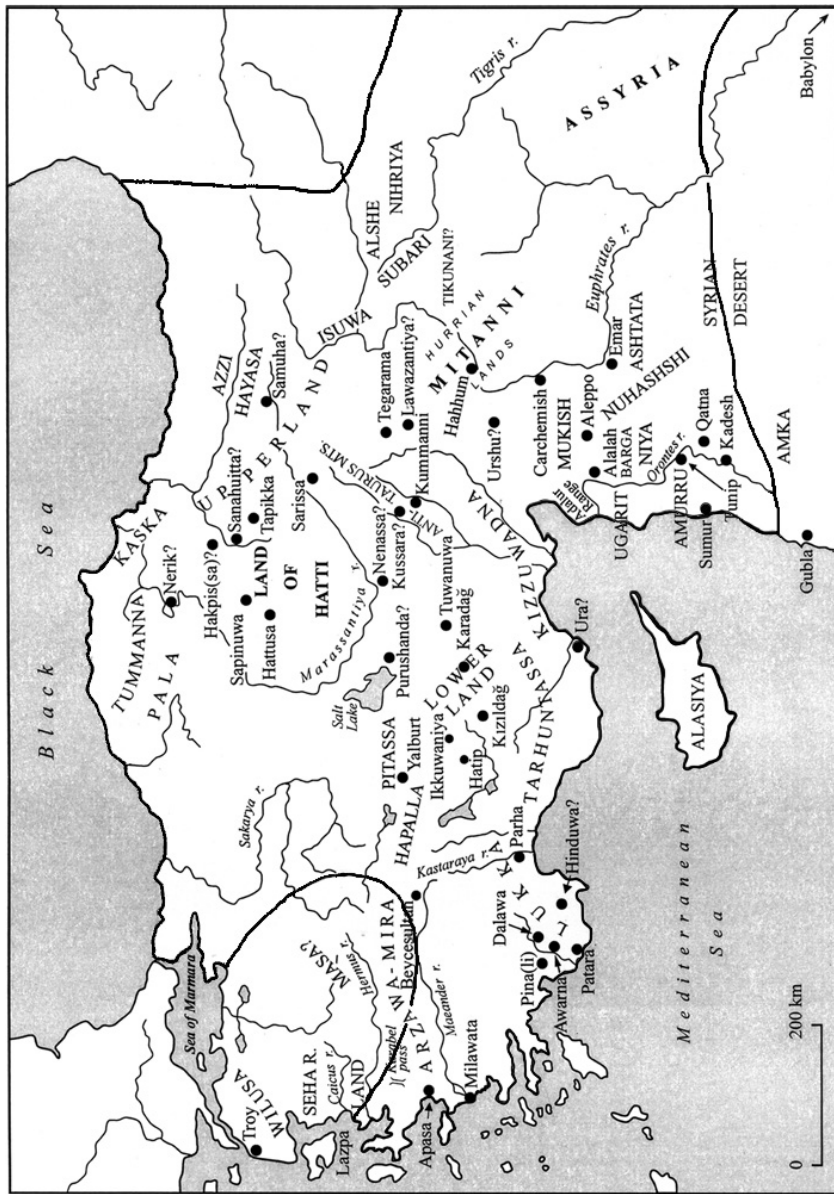 Black Sea
Sea of Marmara
Troy
WILUSA
MASA?
Sakarya r.
TUMMANNA
PALA
KASKA
Nerik?
Hakpis(sa)?
Sanahuitta?
Tapikka
Sapinuwa
Hattusa
LAND
OF
HATTI
Marassantiya r.
UPPER LAND
AZZI
HAYASA
Samuha?
Sarissa
ISUWA
ALSHE
NIHRIYA
SUBARI
Tigris r.
TIKUNANI?
ASSYRIA
Babylon
SEHA R.
LAND
Caicus r.
Hermus r.
Lazpa
Karabel
pass
ARZAWA-MIRA
Beycesultan
Apasa
Maeander r.
Milawata
HAPALLA
PITASSA
Yalburt
Salt
Lake
Purushanda?
Nenassa?
Kussara?
ANTI-TAURUS MTS.
Kummanni
Tegarama
Lawazantiya?
HURRIAN
LANDS
MITANNI
Hahhum
Urshu?
Ikkuwaniya
Hatip
LOWER
LAND
Tuwanuwa
Karadağ
Kızıldağ
Kastaraya r.
Parha
TARHUNTASSA
KIZZUWADNA
Ura?
LUKKA
Dalawa
Pina(li)
Awarna
Patara
Hinduwa?
Carchemish
MUKISH
Aleppo
Alalah
Adalur
Range
BARGA
NIYA
NUHASHSHI
Emar
ASHTATA
Euphrates r.
UGARIT
Orontes r.
AMURRU
Tunip
Sumur
Qatna
Kadesh
AMKA
SYRIAN
DESERT
Gubla
ALASIYA
Mediterranean
Sea
0 200 km